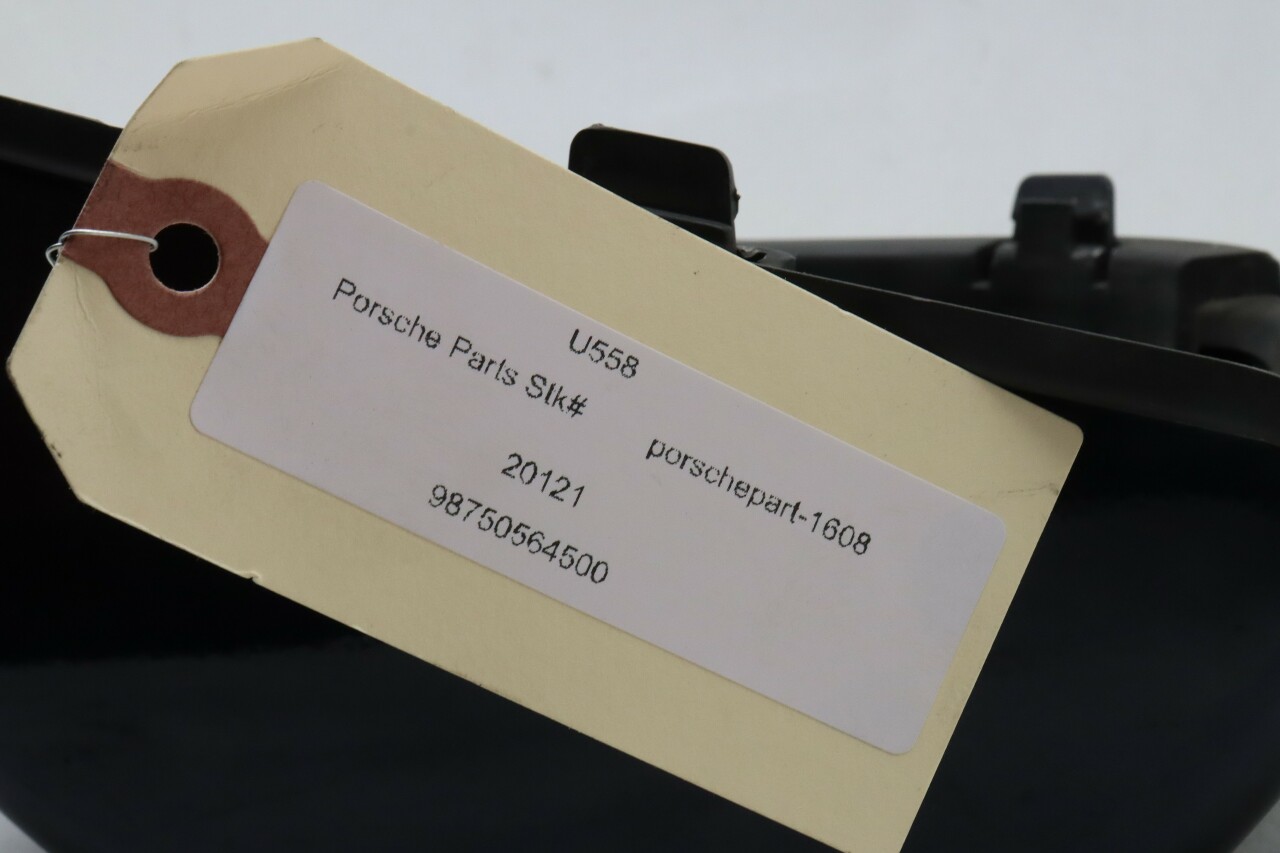 U558
Porsche Parts Stk#
porschepart-1608
20121
98750564500